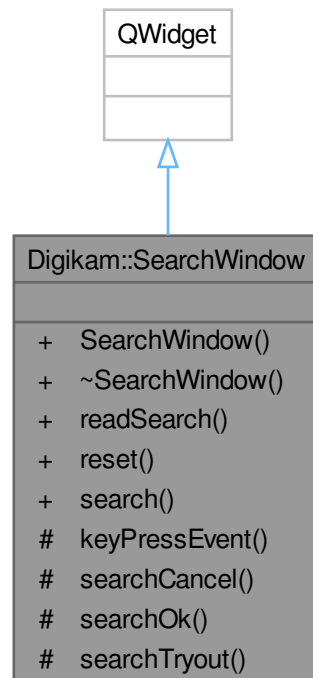 QWidget
Digikam::SearchWindow
+ SearchWindow()
+ ~SearchWindow()
+ readSearch()
+ reset()
+ search()
# keyPressEvent()
# searchCancel()
# searchOk()
# searchTryout()